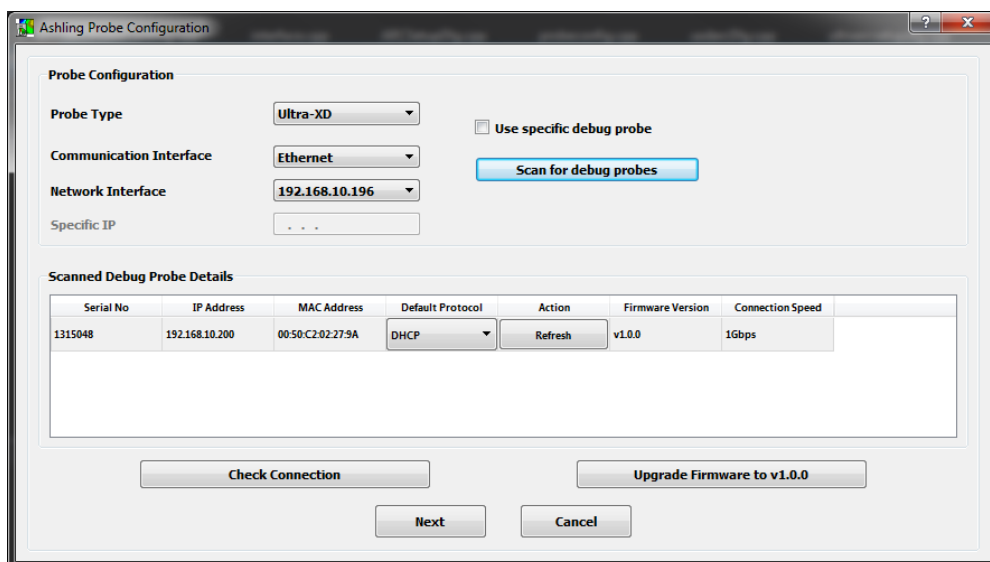 Ashling Probe Configuration
?
X
Probe Configuration
Probe Type
Ultra-XD
Use specific debug probe
Communication Interface
Ethernet
Scan for debug probes
Network Interface
192.168.10.196
Specific IP
. . .
Scanned Debug Probe Details
Serial No IP Address MAC Address Default Protocol Action Firmware Version Connection Speed
1315048 192.168.10.200 00:50:C2:02:27:9A DHCP Refresh v1.0.0 1Gbps
Check Connection
Upgrade Firmware to v1.0.0
Next
Cancel